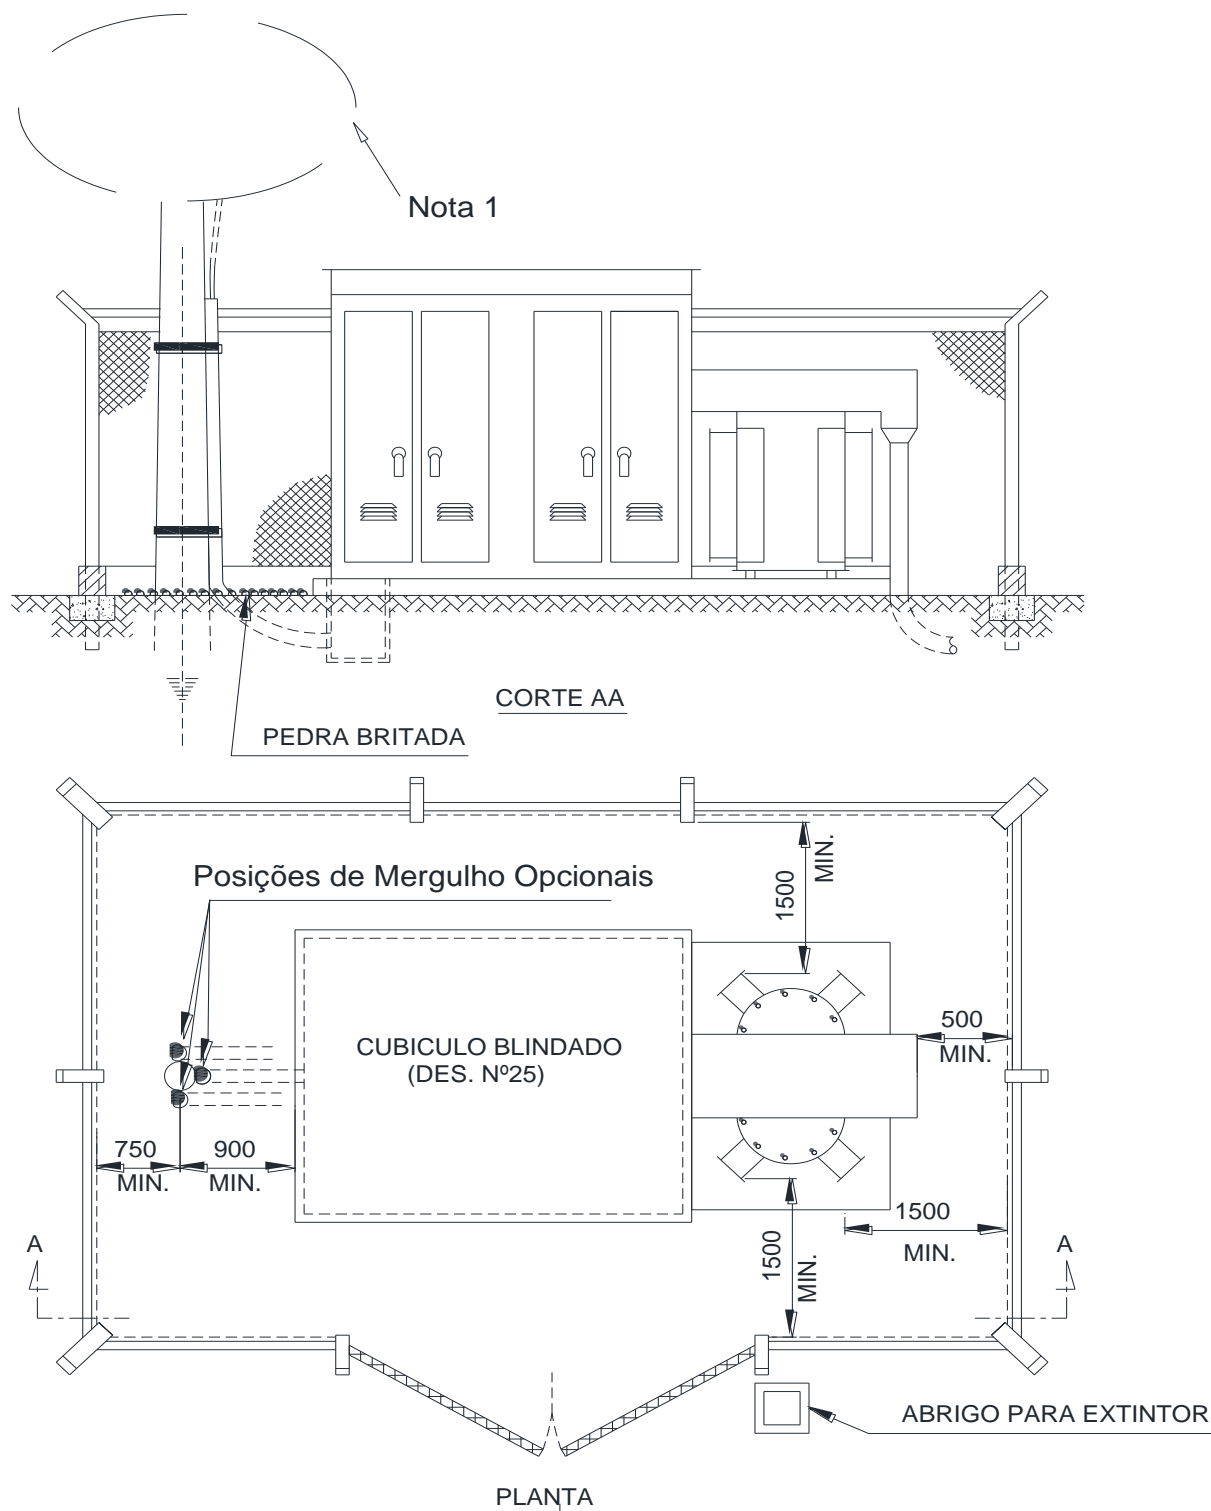 Nota 1
CORTE AA
PEDRA BRITADA
Posições de Mergulho Opcionais
1500
MIN.
500
MIN.
CUBICULO BLINDADO
(DES. Nº25)
750
MIN.
900
MIN.
1500
MIN.
1500
MIN.
A
A
ABRIGO PARA EXTINTOR
PLANTA